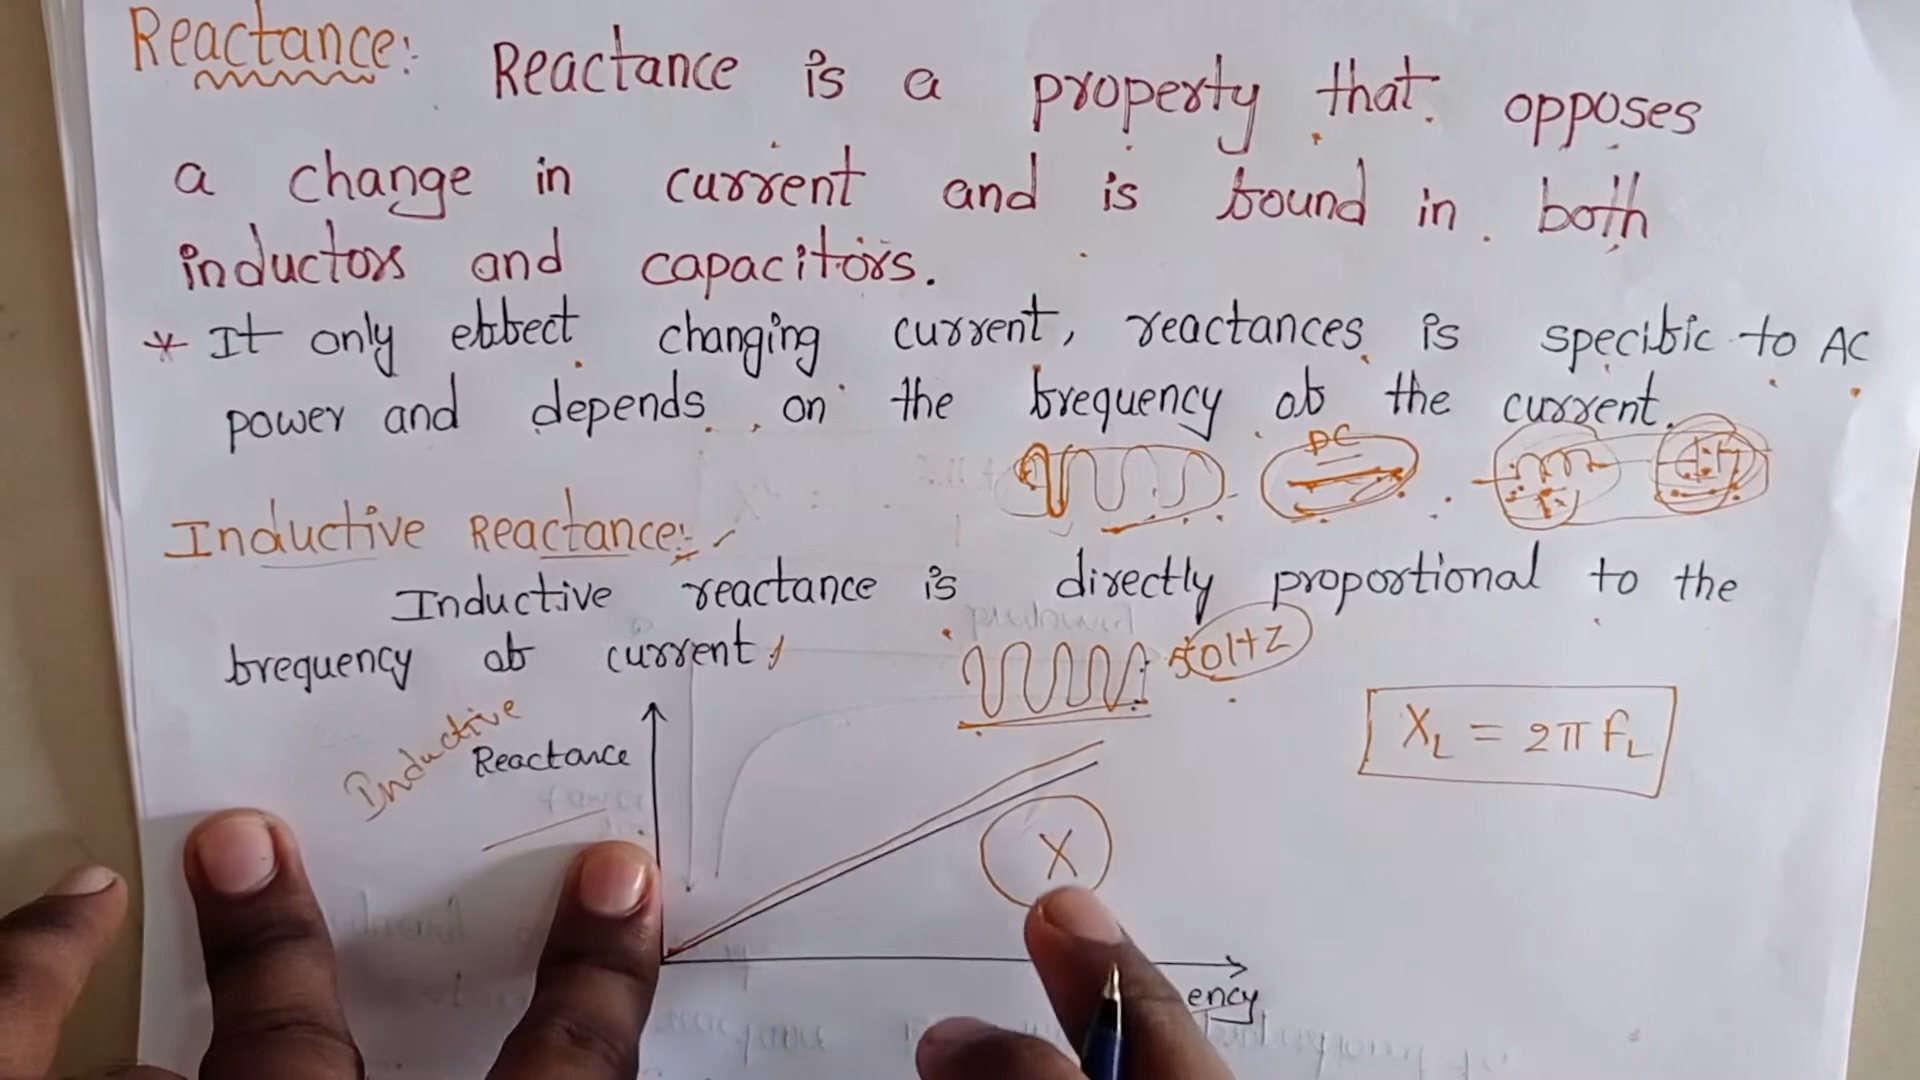 Reactance:
Reactance is a property that opposes
a change in current and is found in both
inductors and capacitors.
* It only effect changing current, reactances is specific to AC
power and depends on the frequency of the current.
DC
Inductive Reactance:
Inductive reactance is directly proportional to the
frequency of current.
50HZ
Inductive
Reactance
X_L = 2π f_L
X
ency